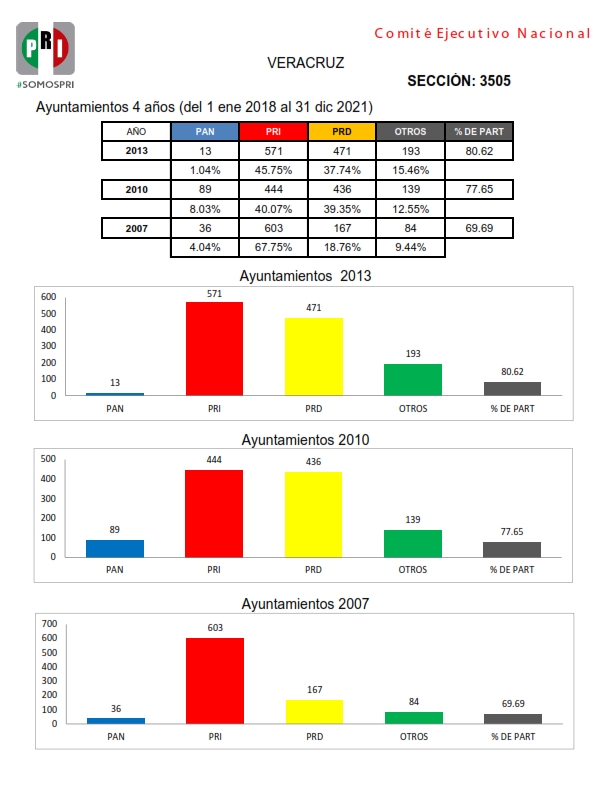 Comité Ejecutivo Nacional
PRI
#SOMOSPRI
VERACRUZ
SECCIÓN: 3505
Ayuntamientos 4 años (del 1 ene 2018 al 31 dic 2021)
AÑO PAN PRI PRD OTROS % DE PART
2013 13 571 471 193 80.62
1.04% 45.75% 37.74% 15.46%
2010 89 444 436 139 77.65
8.03% 40.07% 39.35% 12.55%
2007 36 603 167 84 69.69
4.04% 67.75% 18.76% 9.44%
Ayuntamientos 2013
600
500
400
300
200
100
0
13 571 471 193 80.62
PAN PRI PRD OTROS % DE PART
Ayuntamientos 2010
500
400
300
200
100
0
89 444 436 139 77.65
PAN PRI PRD OTROS % DE PART
Ayuntamientos 2007
700
600
500
400
300
200
100
0
36 603 167 84 69.69
PAN PRI PRD OTROS % DE PART